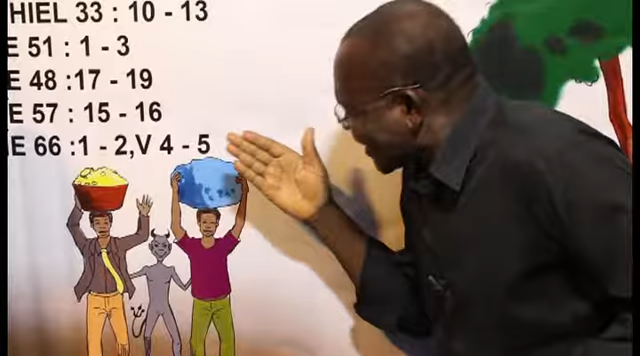 HIEL 33 : 10 - 13
E 51 : 1 - 3
E 48 :17 - 19
E 57 : 15 - 16
E 66 :1 - 2,V 4 - 5